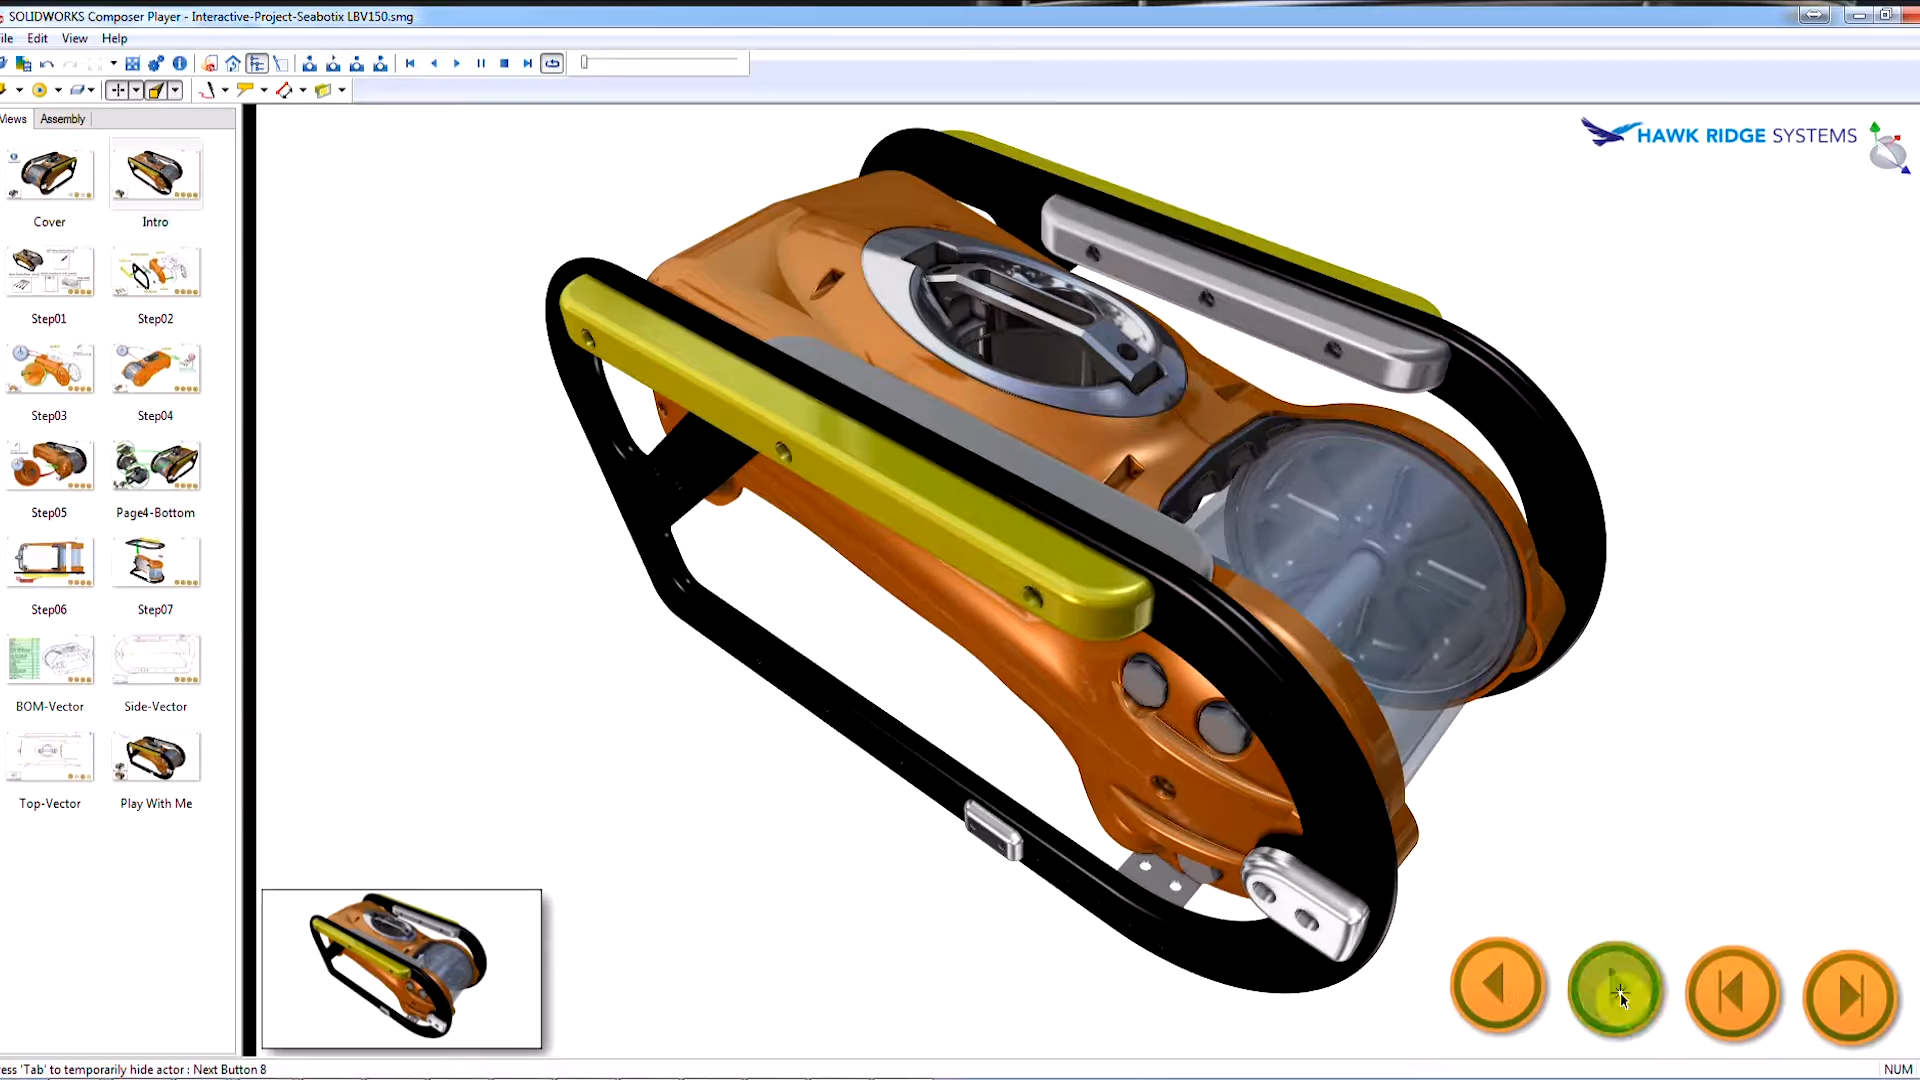 SOLIDWORKS Composer Player - Interactive-Project-Seabotix LBV150.smg
ile Edit View Help
iews Assembly
HAWK RIDGE SYSTEMS
Cover Intro
Step01 Step02
Step03 Step04
Step05 Page4-Bottom
Step06 Step07
BOM-Vector Side-Vector
Top-Vector Play With Me
ess 'Tab' to temporarily hide actor : Next Button 8
NUM